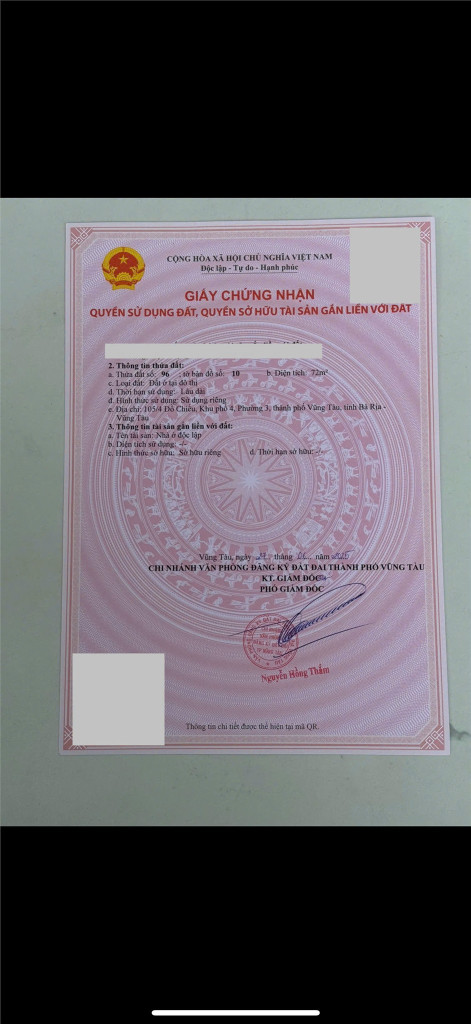 CỘNG HÒA XÃ HỘI CHỦ NGHĨA VIỆT NAM
Độc lập - Tự do - Hạnh phúc
GIẤY CHỨNG NHẬN
QUYỀN SỬ DỤNG ĐẤT, QUYỀN SỞ HỮU TÀI SẢN GẮN LIỀN VỚI ĐẤT
2. Thông tin thửa đất:
a. Thửa đất số: 96 ; tờ bản đồ số: 10 b. Diện tích: 72m²
c. Loại đất: Đất ở tại đô thị
d. Thời hạn sử dụng: Lâu dài
đ. Hình thức sử dụng: Sử dụng riêng
e. Địa chỉ: 105/4 Đồ Chiểu, Khu phố 4, Phường 3, thành phố Vũng Tàu, tỉnh Bà Rịa -
Vũng Tàu
3. Thông tin tài sản gắn liền với đất:
a. Tên tài sản: Nhà ở độc lập
b. Diện tích sử dụng: -/-
c. Hình thức sở hữu: Sở hữu riêng d. Thời hạn sở hữu: -/-
Vũng Tàu, ngày tháng năm 2025
CHI NHÁNH VĂN PHÒNG ĐĂNG KÝ ĐẤT ĐAI THÀNH PHỐ VŨNG TÀU
KT. GIÁM ĐỐC
PHÓ GIÁM ĐỐC
Nguyễn Hồng Thắm
Thông tin chi tiết được thể hiện tại mã QR.